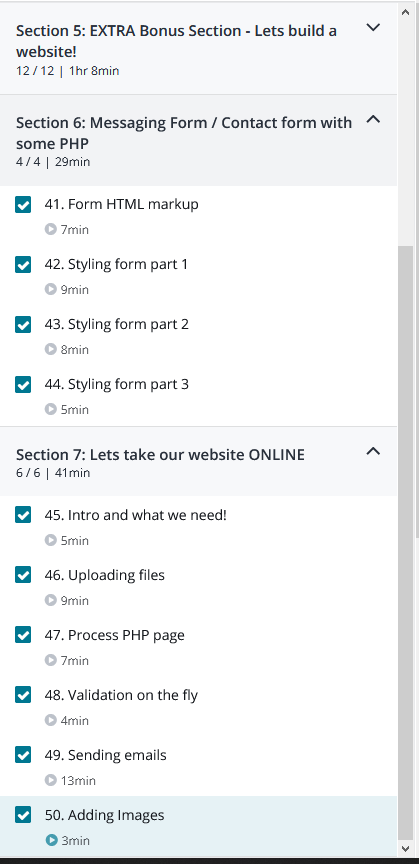 Section 5: EXTRA Bonus Section - Lets build a
website!
12 / 12 | 1hr 8min
Section 6: Messaging Form / Contact form with
some PHP
4 / 4 | 29min
41. Form HTML markup
7min
42. Styling form part 1
9min
43. Styling form part 2
8min
44. Styling form part 3
5min
Section 7: Lets take our website ONLINE
6 / 6 | 41min
45. Intro and what we need!
5min
46. Uploading files
9min
47. Process PHP page
7min
48. Validation on the fly
4min
49. Sending emails
13min
50. Adding Images
3min